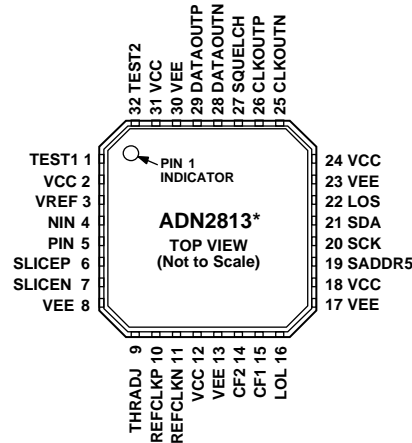 32 TEST2
31 VCC
30 VEE
29 DATAOUTP
28 DATAOUTN
27 SQUELCH
26 CLKOUTP
25 CLKOUTN
TEST1 1
VCC 2
VREF 3
NIN 4
PIN 5
SLICEP 6
SLICEN 7
VEE 8
PIN 1
INDICATOR
ADN2813*
TOP VIEW
(Not to Scale)
24 VCC
23 VEE
22 LOS
21 SDA
20 SCK
19 SADDR5
18 VCC
17 VEE
THRADJ 9
REFCLKP 10
REFCLKN 11
VCC 12
VEE 13
CF2 14
CF1 15
LOL 16